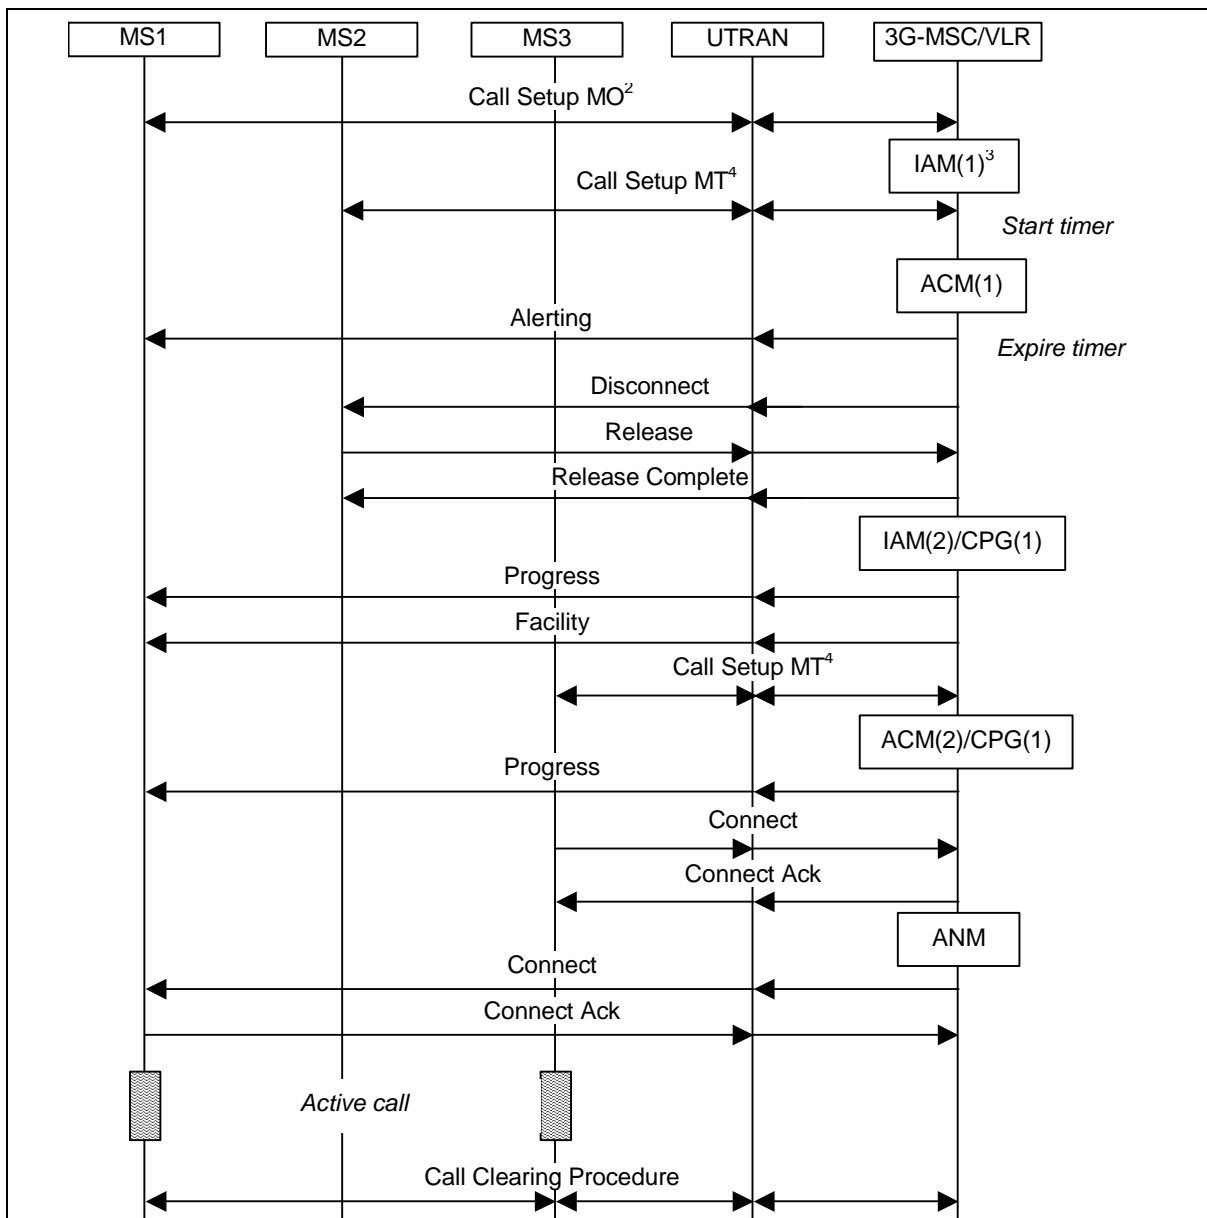 MS1 MS2 MS3 UTRAN 3G-MSC/VLR
Call Setup MO²
IAM(1)³
Call Setup MT⁴
Start timer
ACM(1)
Alerting
Expire timer
Disconnect
Release
Release Complete
IAM(2)/CPG(1)
Progress
Facility
Call Setup MT⁴
ACM(2)/CPG(1)
Progress
Connect
Connect Ack
ANM
Connect
Connect Ack
Active call
Call Clearing Procedure